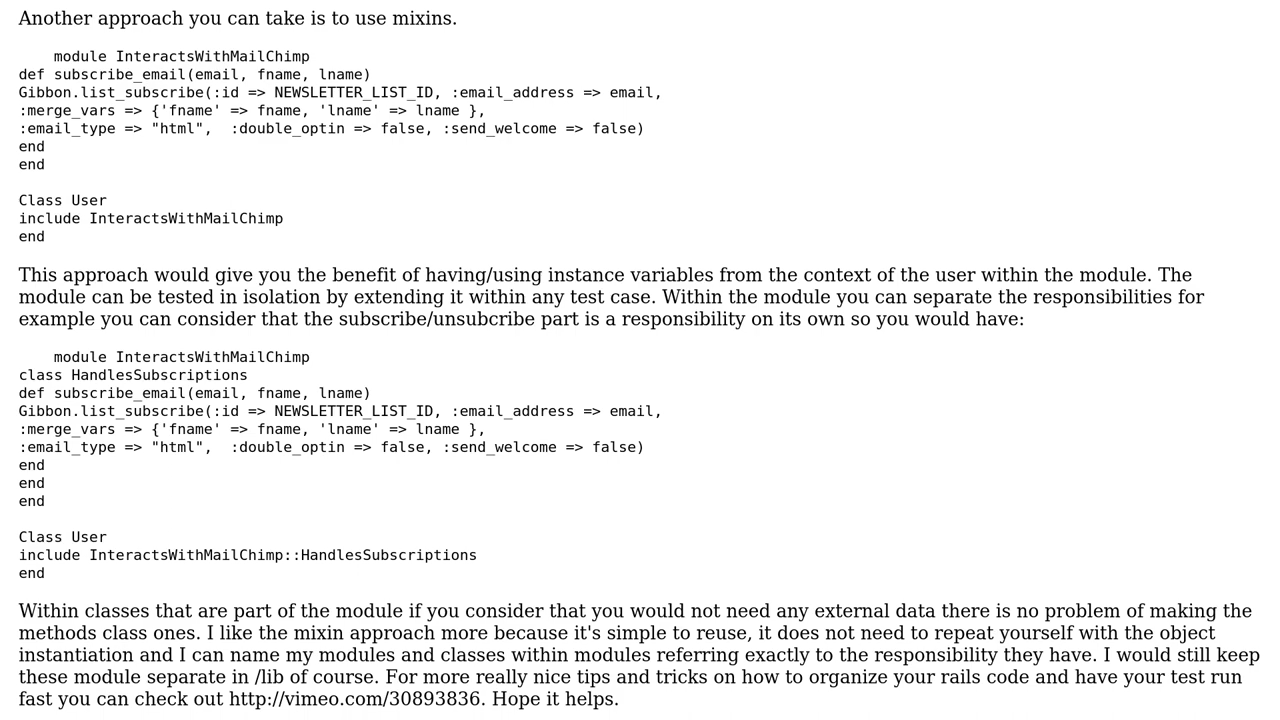 Another approach you can take is to use mixins.
    module InteractsWithMailChimp
def subscribe_email(email, fname, lname)
Gibbon.list_subscribe(:id => NEWSLETTER_LIST_ID, :email_address => email,
:merge_vars => {'fname' => fname, 'lname' => lname },
:email_type => "html",  :double_optin => false, :send_welcome => false)
end
end

Class User
include InteractsWithMailChimp
end
This approach would give you the benefit of having/using instance variables from the context of the user within the module. The
module can be tested in isolation by extending it within any test case. Within the module you can separate the responsibilities for
example you can consider that the subscribe/unsubcribe part is a responsibility on its own so you would have:
    module InteractsWithMailChimp
class HandlesSubscriptions
def subscribe_email(email, fname, lname)
Gibbon.list_subscribe(:id => NEWSLETTER_LIST_ID, :email_address => email,
:merge_vars => {'fname' => fname, 'lname' => lname },
:email_type => "html",  :double_optin => false, :send_welcome => false)
end
end
end

Class User
include InteractsWithMailChimp::HandlesSubscriptions
end
Within classes that are part of the module if you consider that you would not need any external data there is no problem of making the
methods class ones. I like the mixin approach more because it's simple to reuse, it does not need to repeat yourself with the object
instantiation and I can name my modules and classes within modules referring exactly to the responsibility they have. I would still keep
these module separate in /lib of course. For more really nice tips and tricks on how to organize your rails code and have your test run
fast you can check out http://vimeo.com/30893836. Hope it helps.